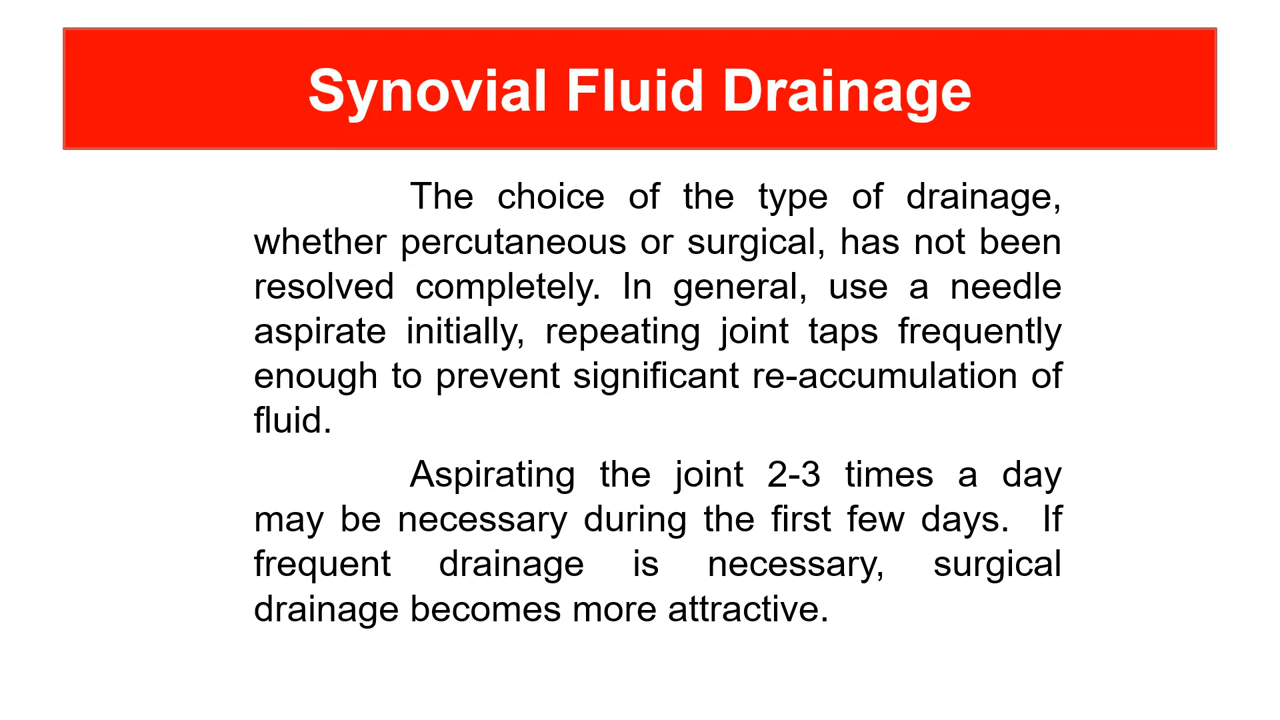 Synovial Fluid Drainage
The choice of the type of drainage,
whether percutaneous or surgical, has not been
resolved completely. In general, use a needle
aspirate initially, repeating joint taps frequently
enough to prevent significant re-accumulation of
fluid.
Aspirating the joint 2-3 times a day
may be necessary during the first few days.  If
frequent drainage is necessary, surgical
drainage becomes more attractive.